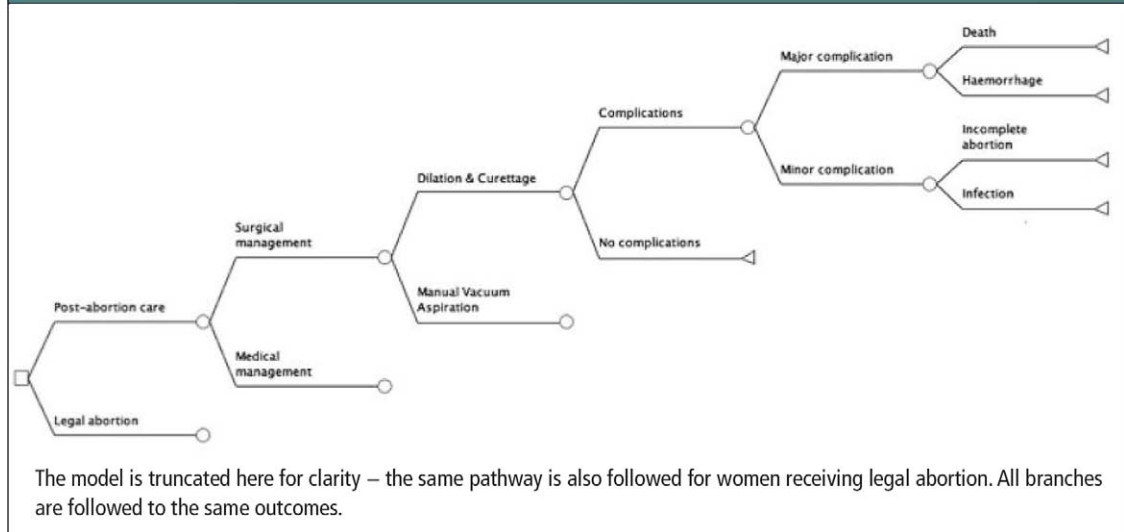 Death
Major complication
Haemorrhage
Complications
Incomplete
abortion
Minor complication
Dilation & Curettage
Infection
Surgical
management
No complications
Manual Vacuum
Aspiration
Post-abortion care
Medical
management
Legal abortion
The model is truncated here for clarity – the same pathway is also followed for women receiving legal abortion. All branches
are followed to the same outcomes.